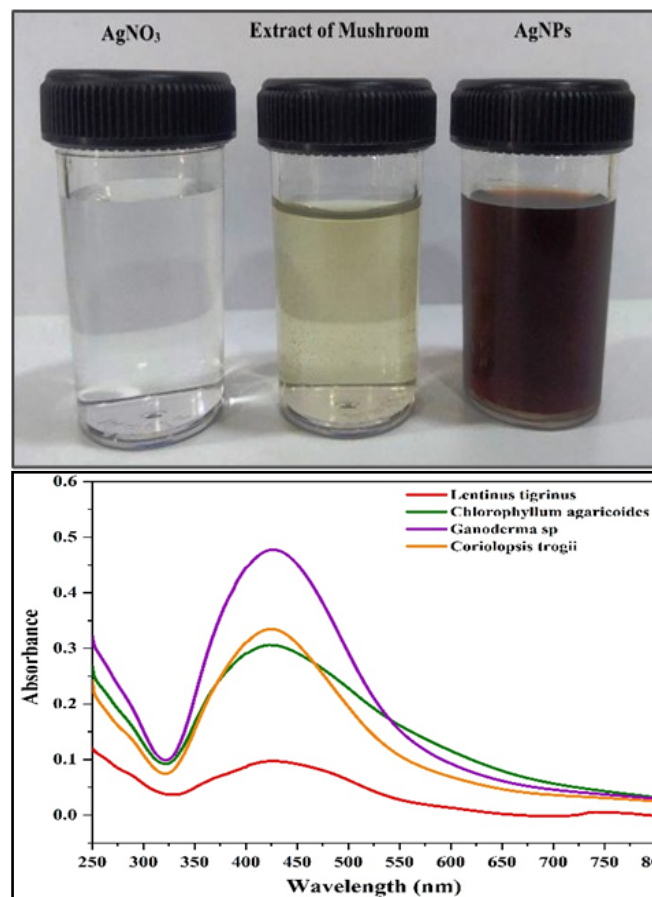 AgNO₃ Extract of Mushroom AgNPs
0.6
0.5
0.4
0.3
0.2
0.1
0.0
Absorbance
Lentinus tigrinus
Chlorophyllum agaricoides
Ganoderma sp
Coriolopsis trogii
250 300 350 400 450 500 550 600 650 700 750 800
Wavelength (nm)